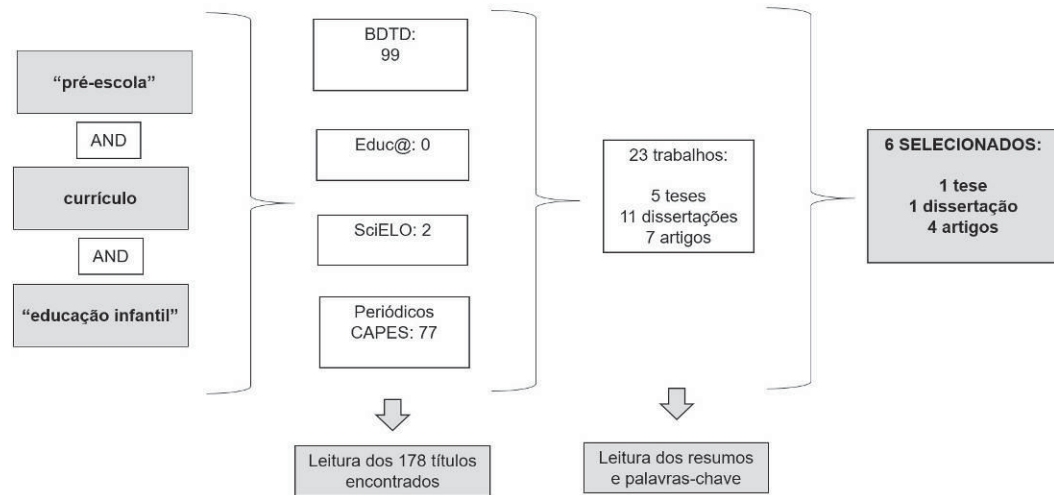 “pré-escola”
AND
currículo
AND
“educação infantil”
BDTD:
99
Educ@: 0
SciELO: 2
Periódicos
CAPES: 77
Leitura dos 178 títulos
encontrados
23 trabalhos:
5 teses
11 dissertações
7 artigos
Leitura dos resumos
e palavras-chave
6 SELECIONADOS:
1 tese
1 dissertação
4 artigos